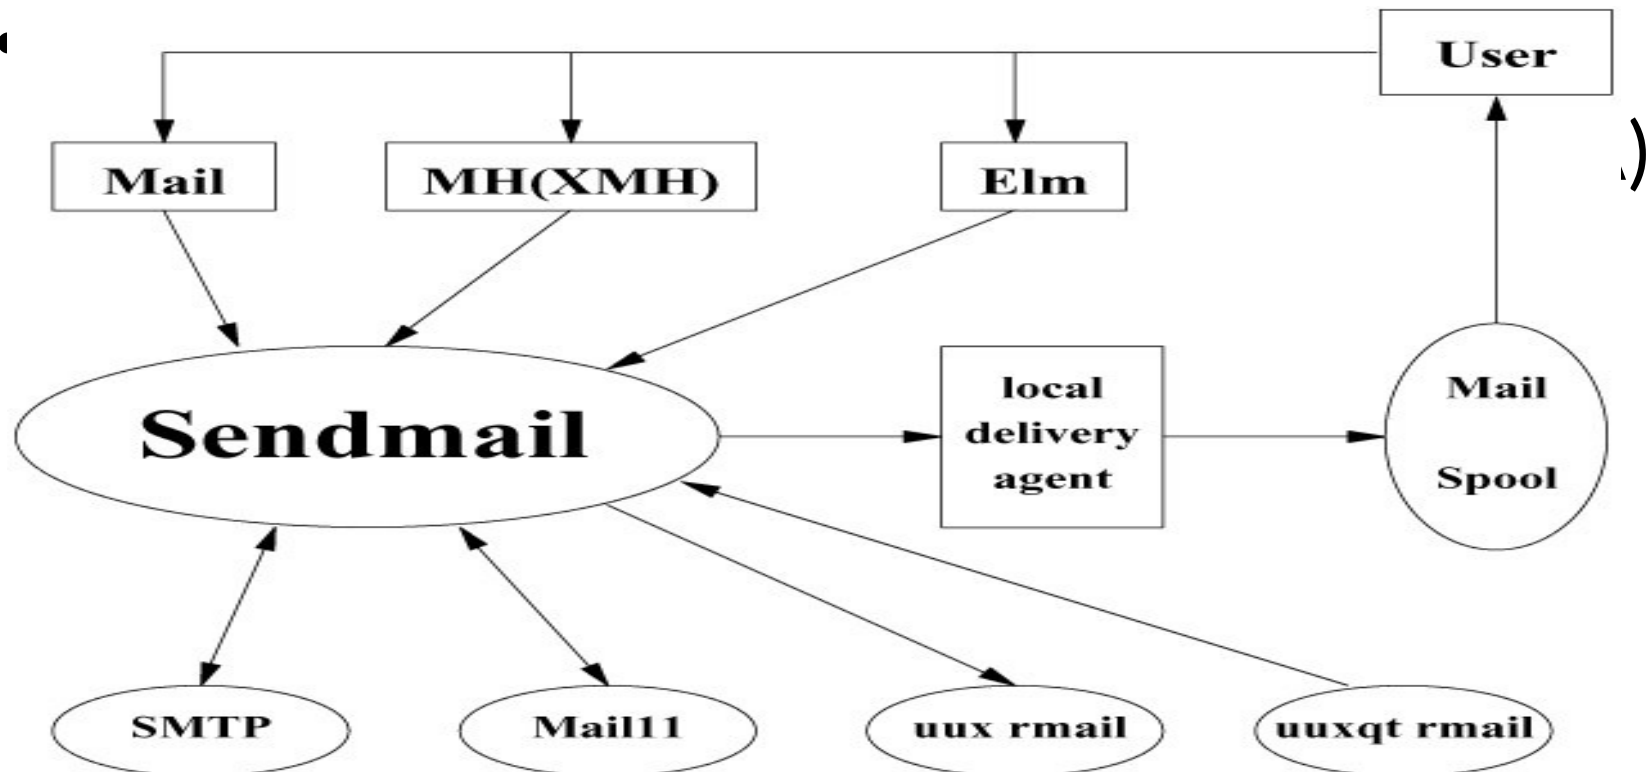 User
)
Mail
MH(XMH)
Elm
Sendmail
local
delivery
agent
Mail
Spool
SMTP
Mail11
uux rmail
uuxqt rmail